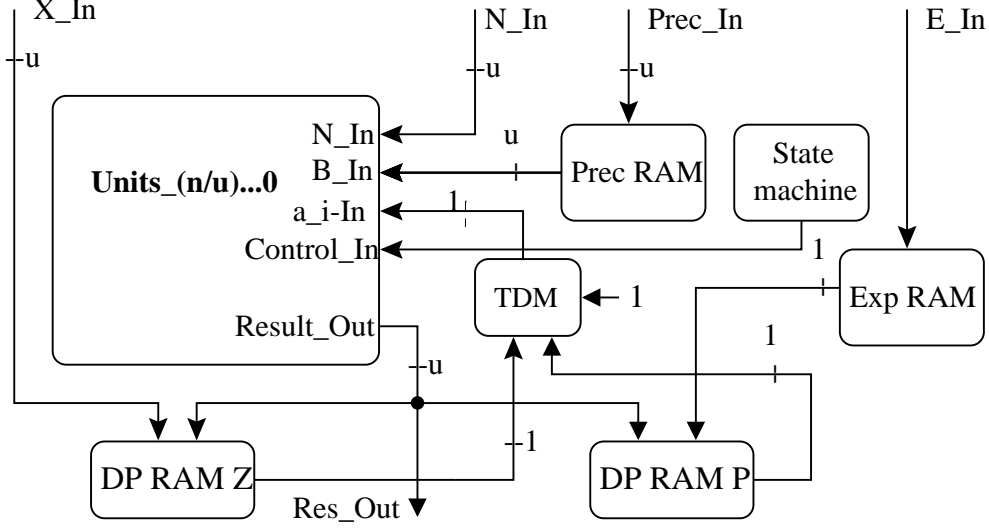 X_In
N_In
Prec_In
E_In
u
u
u
N_In
u
State
machine
Units_(n/u)...0
B_In
Prec RAM
a_i-In
1
Control_In
1
TDM
1
Exp RAM
Result_Out
1
u
1
DP RAM Z
DP RAM P
Res_Out